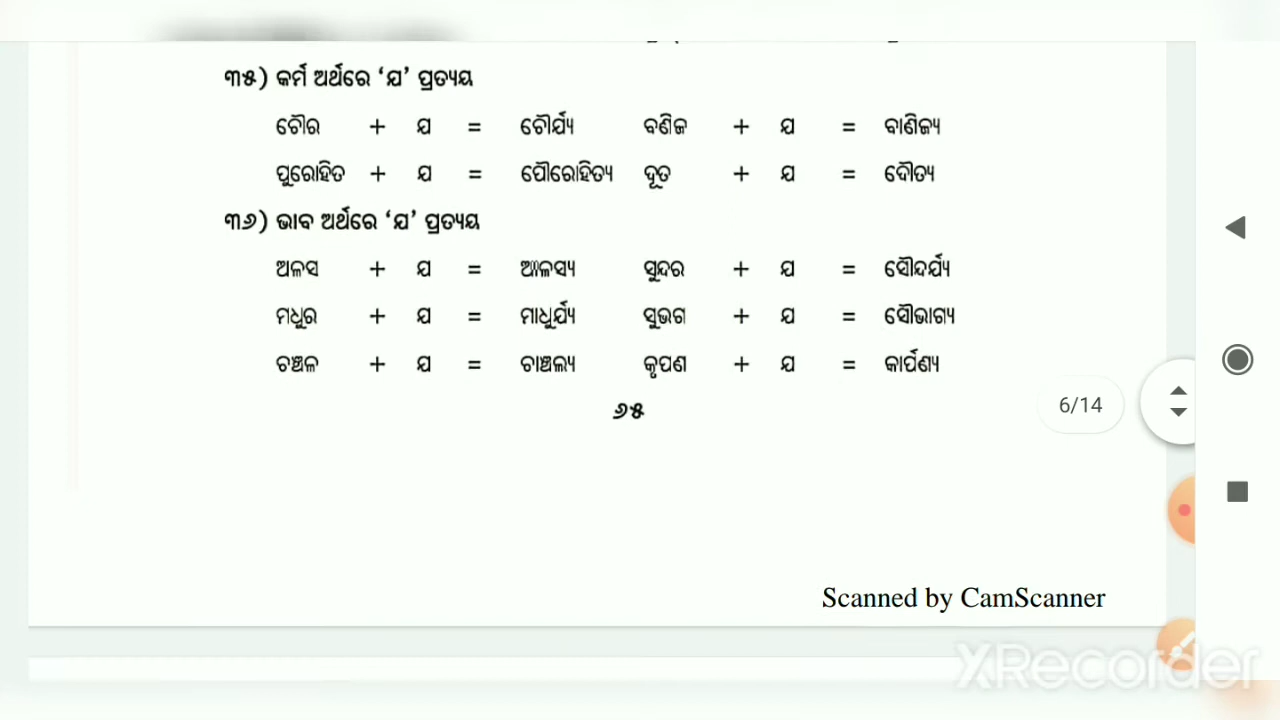 ୩୫) କର୍ମ ଅର୍ଥରେ ‘ଯ’ ପ୍ରତ୍ୟୟ
ଚୌର + ଯ = ଚୌର୍ଯ୍ୟ ବଣିଜ + ଯ = ବାଣିଜ୍ୟ
ପୁରୋହିତ + ଯ = ପୌରୋହିତ୍ୟ ଦୂତ + ଯ = ଦୌତ୍ୟ
୩୬) ଭାବ ଅର୍ଥରେ ‘ଯ’ ପ୍ରତ୍ୟୟ
ଅଳସ + ଯ = ଆଳସ୍ୟ ସୁନ୍ଦର + ଯ = ସୌନ୍ଦର୍ଯ୍ୟ
ମଧୁର + ଯ = ମାଧୁର୍ଯ୍ୟ ସୁଭଗ + ଯ = ସୌଭାଗ୍ୟ
ଚଞ୍ଚଳ + ଯ = ଚାଞ୍ଚଲ୍ୟ କୃପଣ + ଯ = କାର୍ପଣ୍ୟ
୬୫
6/14
Scanned by CamScanner
XRecorder